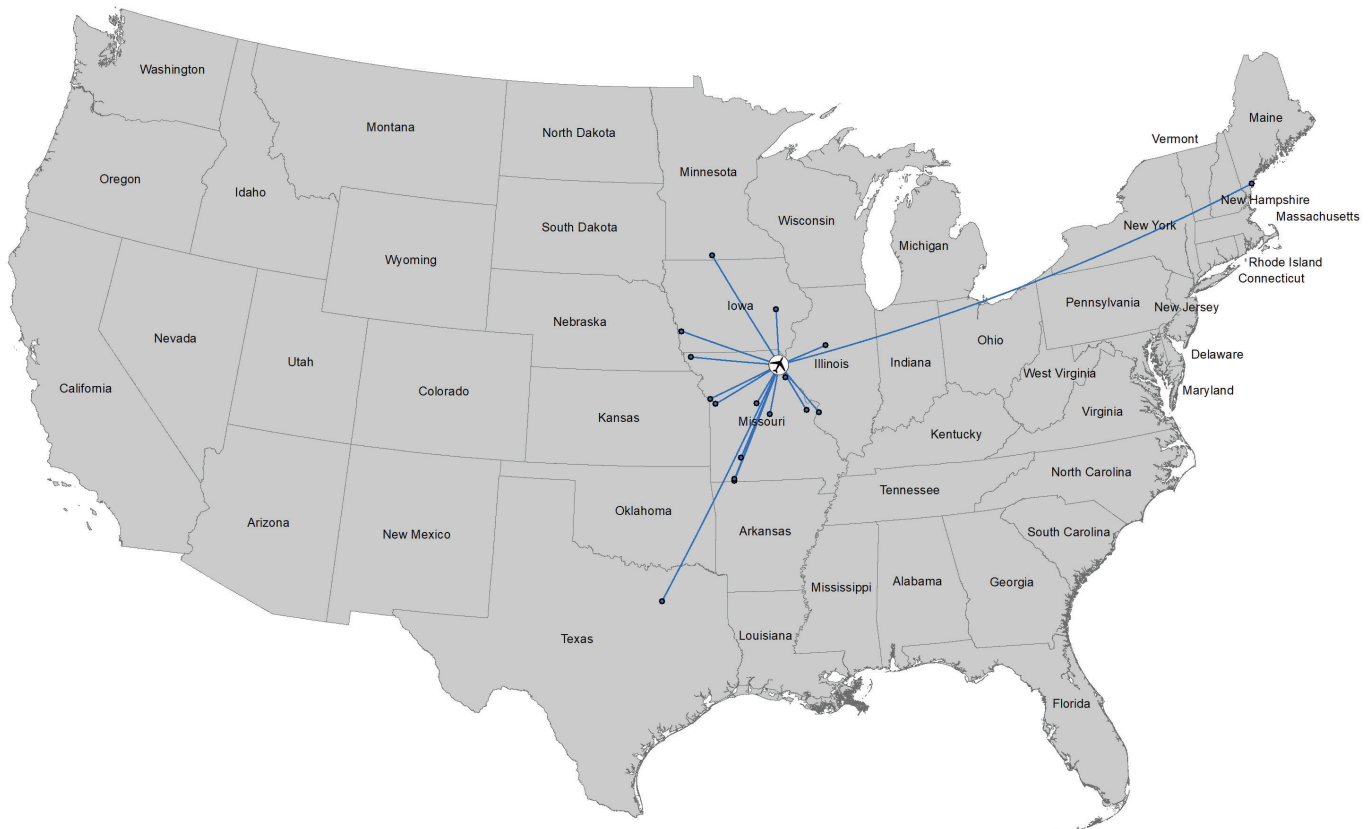 Washington
Montana
North Dakota
Minnesota
Vermont
Maine
Oregon
Idaho
Wisconsin
New Hampshire
Massachusetts
South Dakota
New York
Michigan
Wyoming
Rhode Island
Connecticut
Iowa
Pennsylvania
New Jersey
Nebraska
Nevada
Ohio
Utah
Illinois
Indiana
Delaware
California
Colorado
West Virginia
Maryland
Virginia
Kansas
Missouri
Kentucky
North Carolina
Tennessee
Oklahoma
Arizona
New Mexico
Arkansas
South Carolina
Mississippi
Alabama
Georgia
Texas
Louisiana
Florida